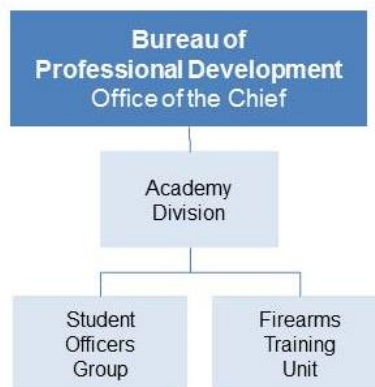 Bureau of
Professional Development
Office of the Chief
Academy
Division
Student
Officers
Group
Firearms
Training
Unit